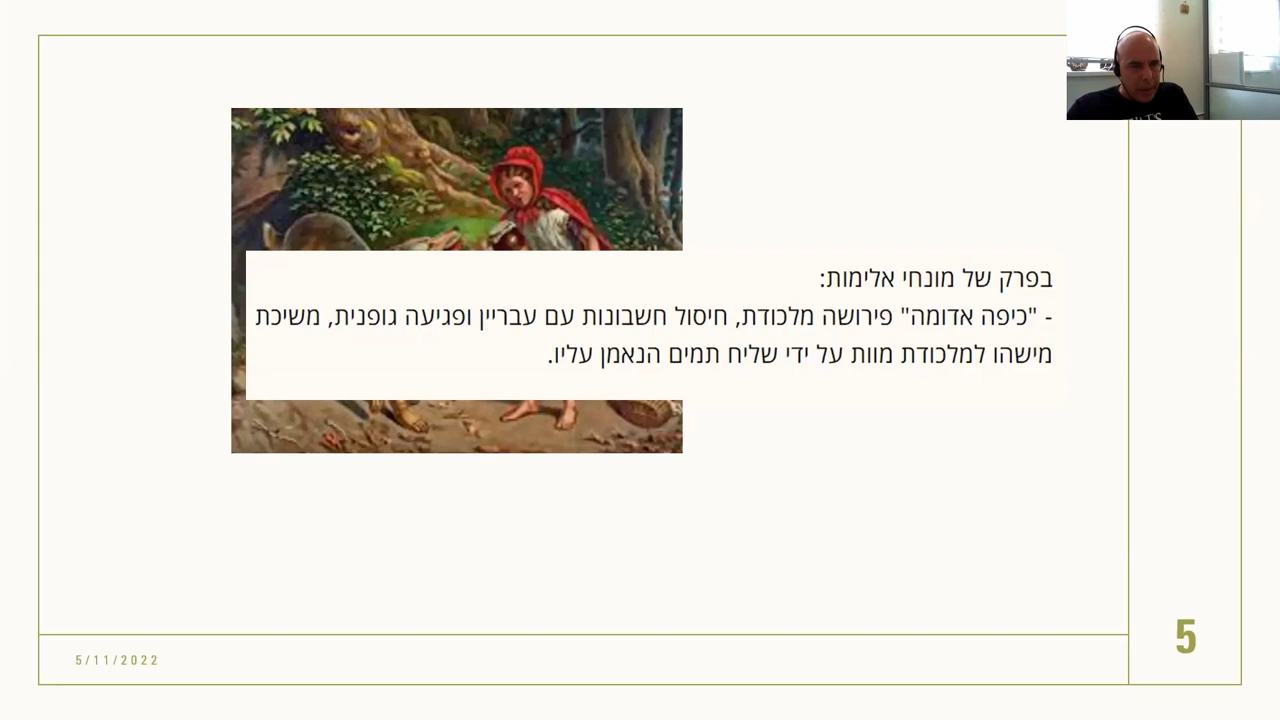 בפרק של מונחי אלימות:
- "כיפה אדומה" פירושה מלכודת, חיסול חשבונות עם עבריין ופגיעה גופנית, משיכת
מישהו למלכודת מוות על ידי שליח תמים הנאמן עליו.
5
5/11/2022